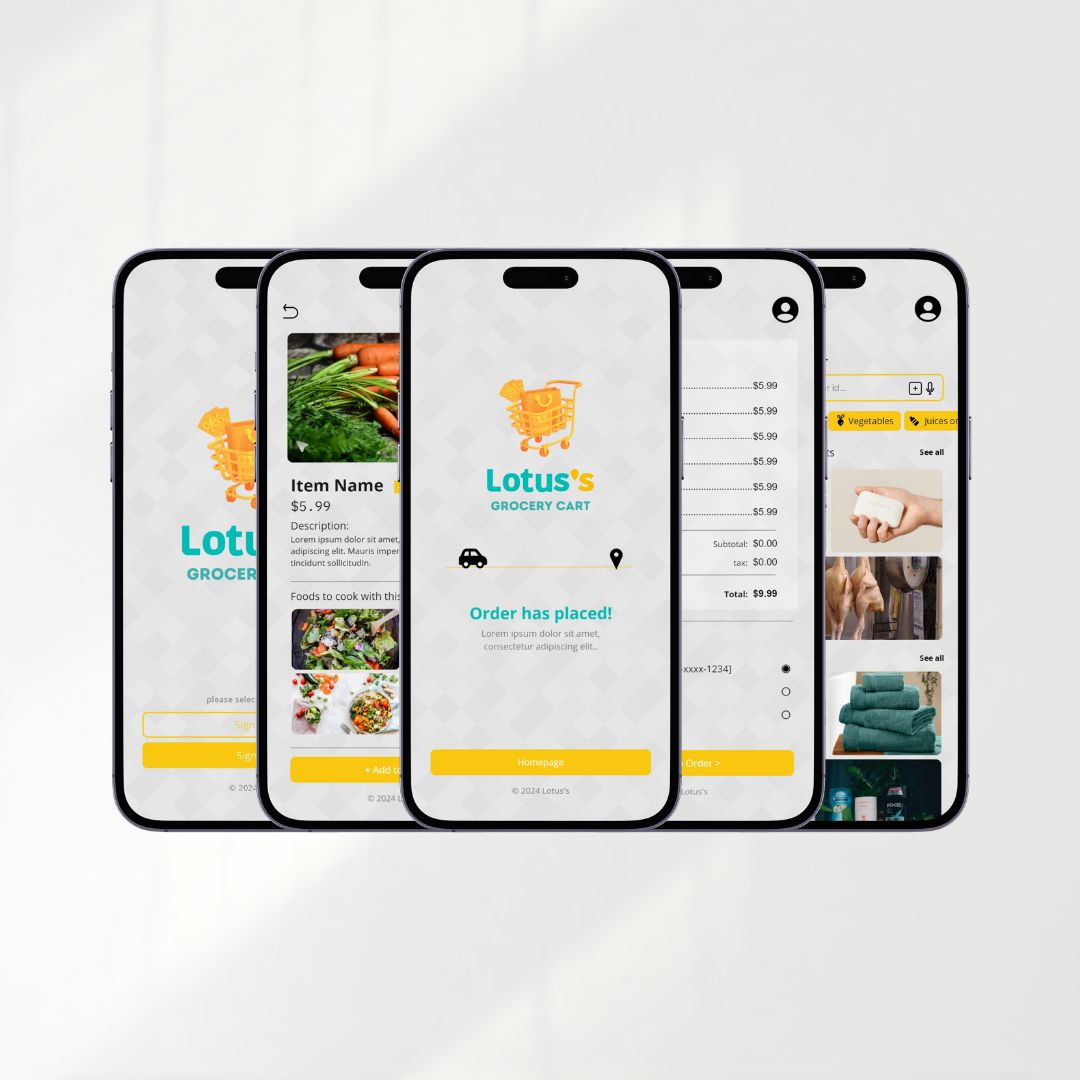 Lotu
GROCER
please selec
Sign
Sign
© 2024
Item Name
$5.99
Description:
Lorem ipsum dolor sit amet,
adipiscing elit. Mauris imper
tincidunt sollicitudin.
Foods to cook with this
+ Add to
© 2024 L
Lotus's
GROCERY CART
Order has placed!
Lorem ipsum dolor sit amet,
consectetur adipiscing elit..
Homepage
© 2024 Lotus's
$5.99
$5.99
$5.99
$5.99
$5.99
$5.99
Subtotal: $0.00
tax: $0.00
Total: $9.99
-xxxx-1234]
Order >
Lotus's
r id...
Vegetables
Juices or
ts
See all
See all
AXE